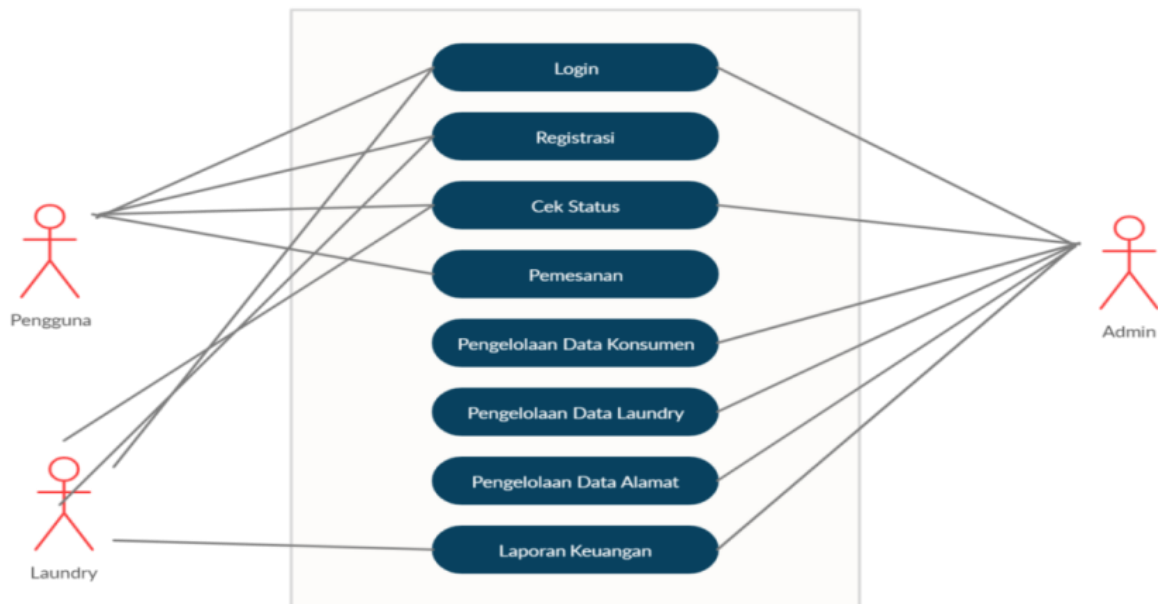 Login
Registrasi
Cek Status
Pemesanan
Pengguna
Pengelolaan Data Konsumen
Admin
Pengelolaan Data Laundry
Pengelolaan Data Alamat
Laporan Keuangan
Laundry